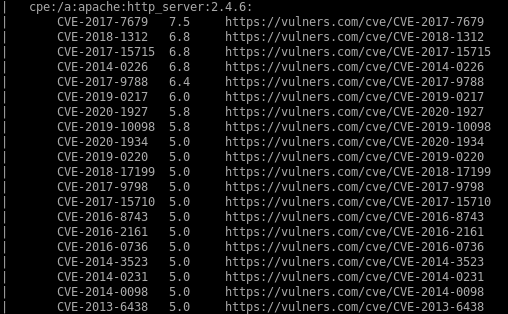 | cpe:/a:apache:http_server:2.4.6:
| CVE-2017-7679 7.5 https://vulners.com/cve/CVE-2017-7679
| CVE-2018-1312 6.8 https://vulners.com/cve/CVE-2018-1312
| CVE-2017-15715 6.8 https://vulners.com/cve/CVE-2017-15715
| CVE-2014-0226 6.8 https://vulners.com/cve/CVE-2014-0226
| CVE-2017-9788 6.4 https://vulners.com/cve/CVE-2017-9788
| CVE-2019-0217 6.0 https://vulners.com/cve/CVE-2019-0217
| CVE-2020-1927 5.8 https://vulners.com/cve/CVE-2020-1927
| CVE-2019-10098 5.8 https://vulners.com/cve/CVE-2019-10098
| CVE-2020-1934 5.0 https://vulners.com/cve/CVE-2020-1934
| CVE-2019-0220 5.0 https://vulners.com/cve/CVE-2019-0220
| CVE-2018-17199 5.0 https://vulners.com/cve/CVE-2018-17199
| CVE-2017-9798 5.0 https://vulners.com/cve/CVE-2017-9798
| CVE-2017-15710 5.0 https://vulners.com/cve/CVE-2017-15710
| CVE-2016-8743 5.0 https://vulners.com/cve/CVE-2016-8743
| CVE-2016-2161 5.0 https://vulners.com/cve/CVE-2016-2161
| CVE-2016-0736 5.0 https://vulners.com/cve/CVE-2016-0736
| CVE-2014-3523 5.0 https://vulners.com/cve/CVE-2014-3523
| CVE-2014-0231 5.0 https://vulners.com/cve/CVE-2014-0231
| CVE-2014-0098 5.0 https://vulners.com/cve/CVE-2014-0098
| CVE-2013-6438 5.0 https://vulners.com/cve/CVE-2013-6438